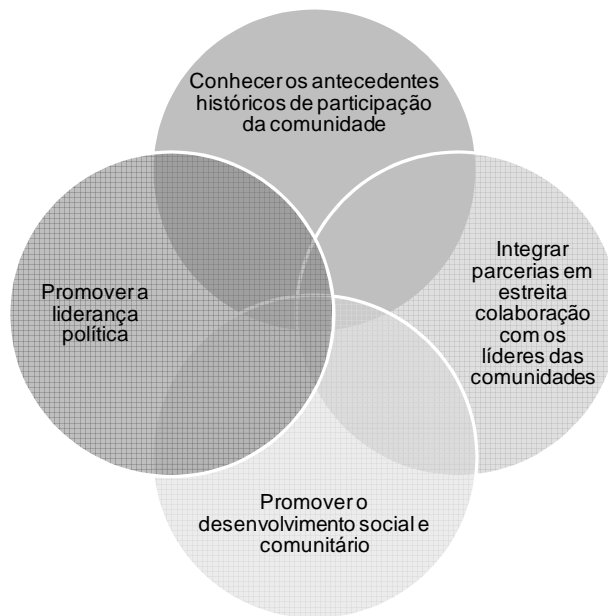 Conhecer os antecedentes
históricos de participação
da comunidade
Promover a
liderança
política
Integrar
parcerias em
estreita
colaboração
com os
líderes das
comunidades
Promover o
desenvolvimento social e
comunitário